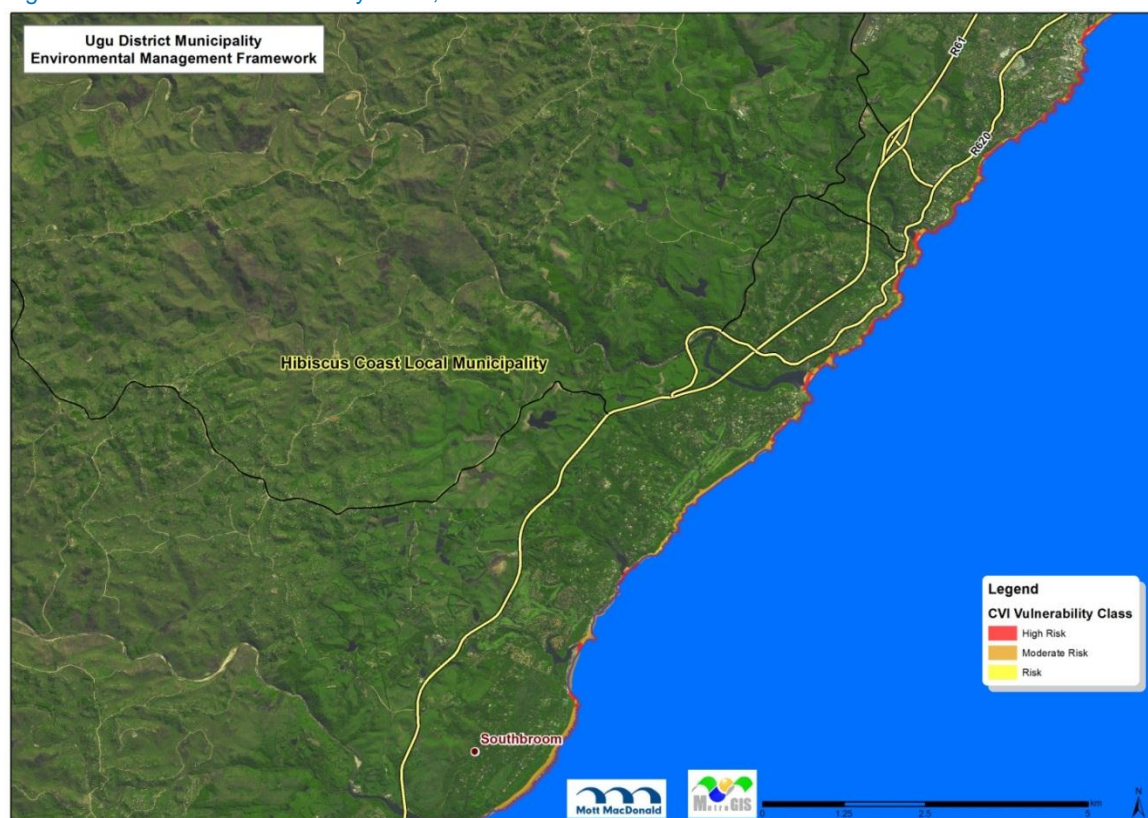 Ugu District Municipality
Environmental Management Framework
R61
R620
Hibiscus Coast Local Municipality
Legend
CVI Vulnerability Class
High Risk
Moderate Risk
Risk
Southbroom
Mott MacDonald
MetroGIS
N
km
0 1.25 2.5 5